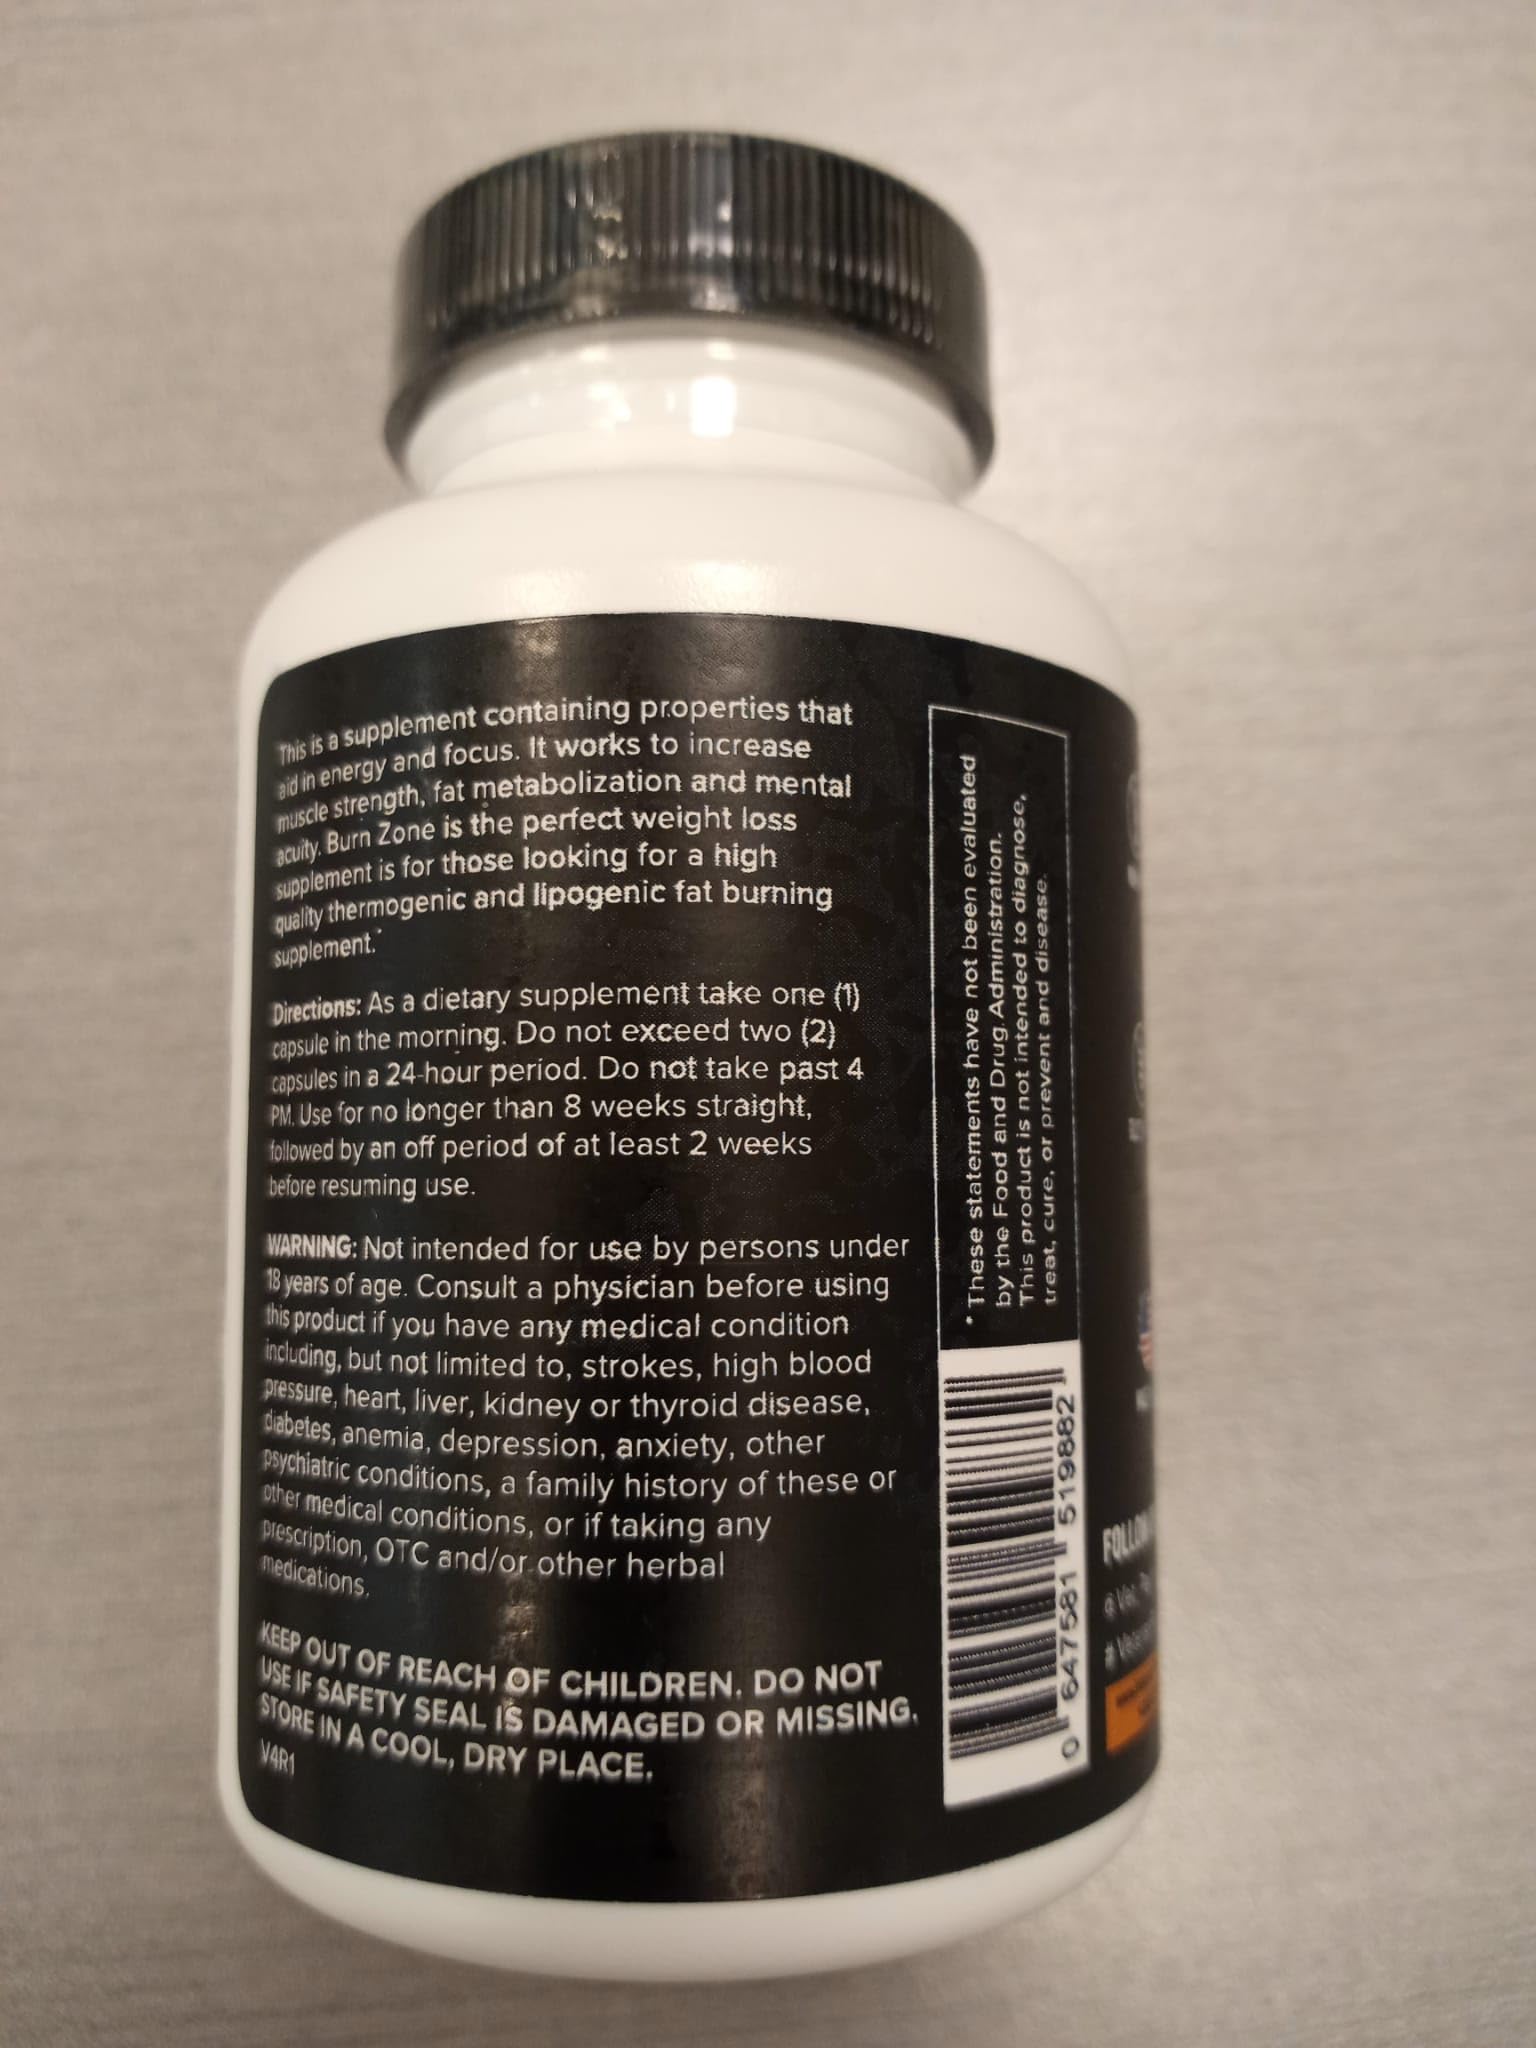 This is a supplement containing properties that
aid in energy and focus. It works to increase
muscle strength, fat metabolization and mental
acuity. Burn Zone is the perfect weight loss
supplement is for those looking for a high
quality thermogenic and lipogenic fat burning
supplement.*
Directions: As a dietary supplement take one (1)
capsule in the morning. Do not exceed two (2)
capsules in a 24-hour period. Do not take past 4
PM. Use for no longer than 8 weeks straight,
followed by an off period of at least 2 weeks
before resuming use.
WARNING: Not intended for use by persons under
18 years of age. Consult a physician before using
this product if you have any medical condition
including, but not limited to, strokes, high blood
pressure, heart, liver, kidney or thyroid disease,
diabetes, anemia, depression, anxiety, other
psychiatric conditions, a family history of these or
other medical conditions, or if taking any
prescription, OTC and/or other herbal
medications.
KEEP OUT OF REACH OF CHILDREN. DO NOT
USE IF SAFETY SEAL IS DAMAGED OR MISSING.
STORE IN A COOL, DRY PLACE.
V4R1
* These statements have not been evaluated
by the Food and Drug Administration.
This product is not intended to diagnose,
treat, cure, or prevent and disease.
0 647581 519882
FOLLOW